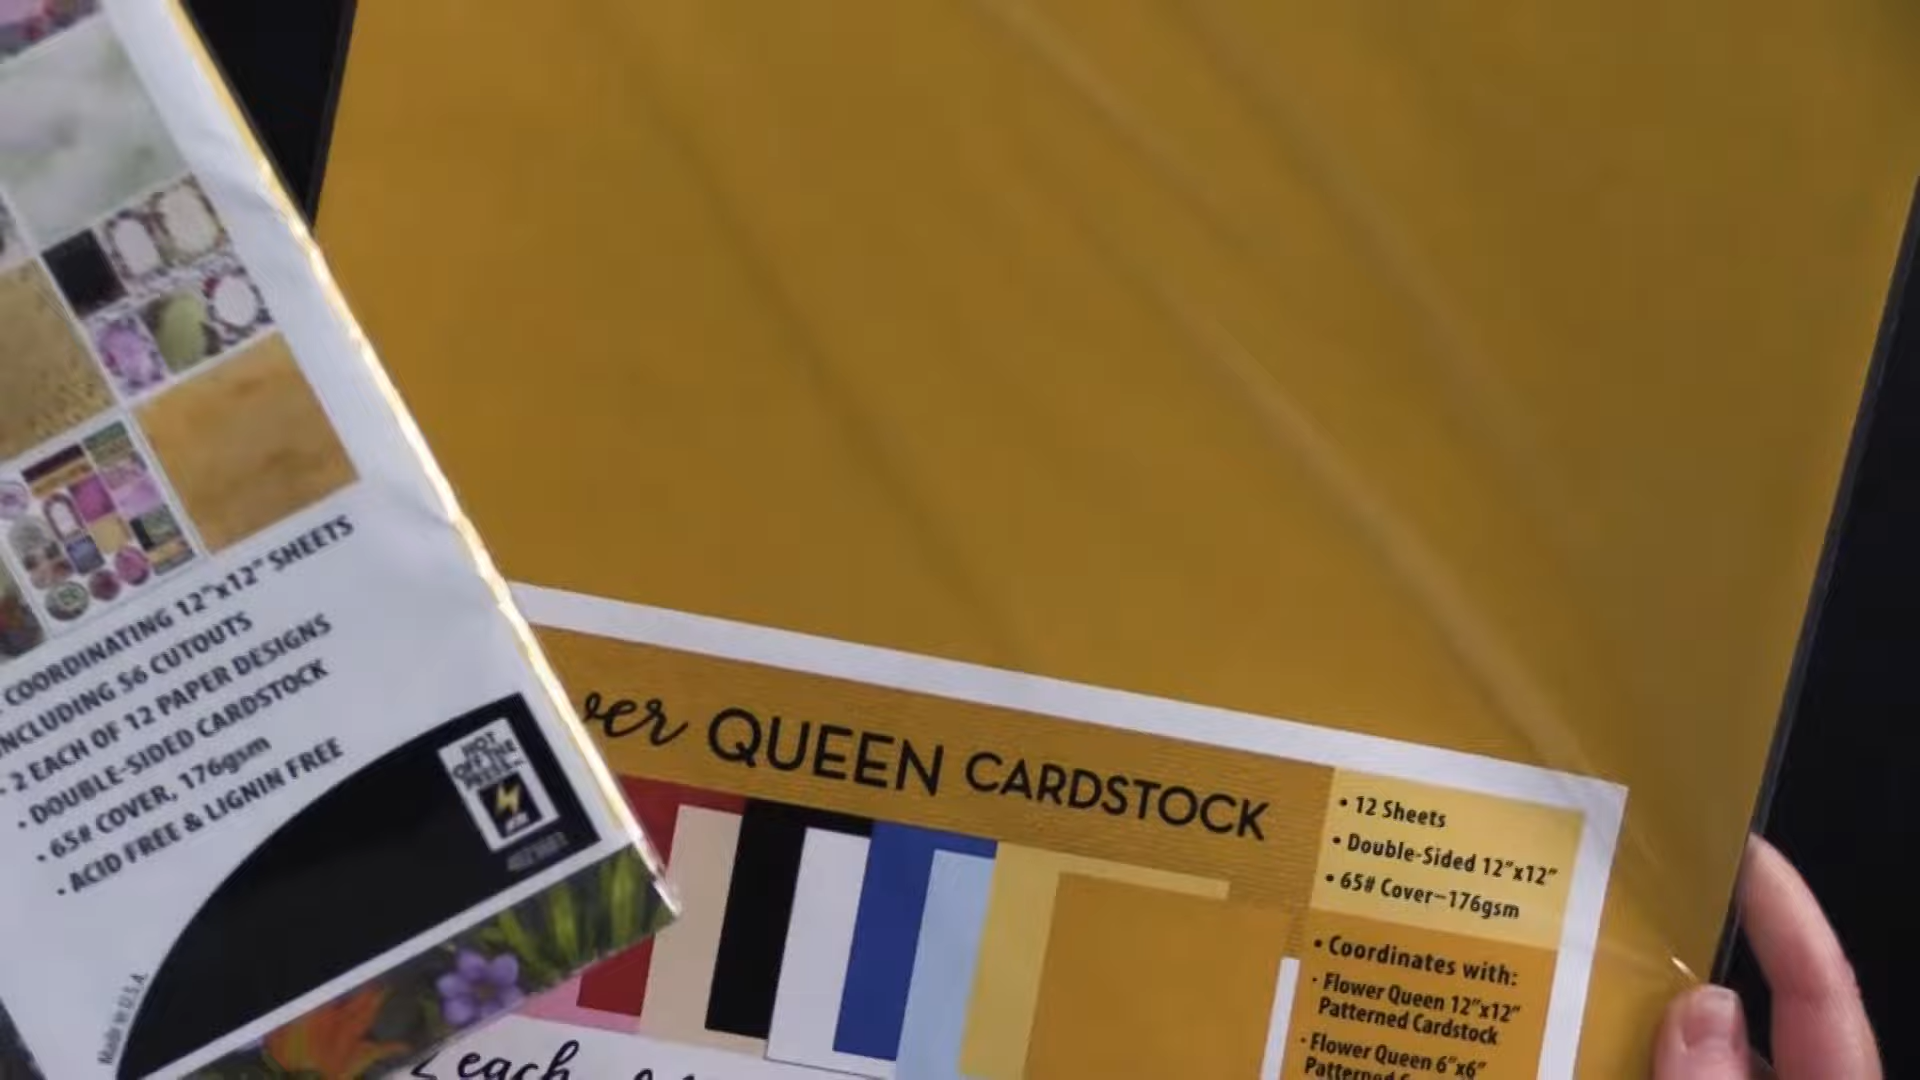 COORDINATING 12"x12" SHEETS
INCLUDING 56 CUTOUTS
- 2 EACH OF 12 PAPER DESIGNS
• DOUBLE-SIDED CARDSTOCK
• 65# COVER, 176gsm
• ACID FREE & LIGNIN FREE
HOT
OFF THE
PRESS
Made in U.S.A.
ver QUEEN CARDSTOCK
• 12 Sheets
• Double-Sided 12"x12"
• 65# Cover–176gsm
• Coordinates with:
· Flower Queen 12"x12"
Patterned Cardstock
· Flower Queen 6"x6"
each